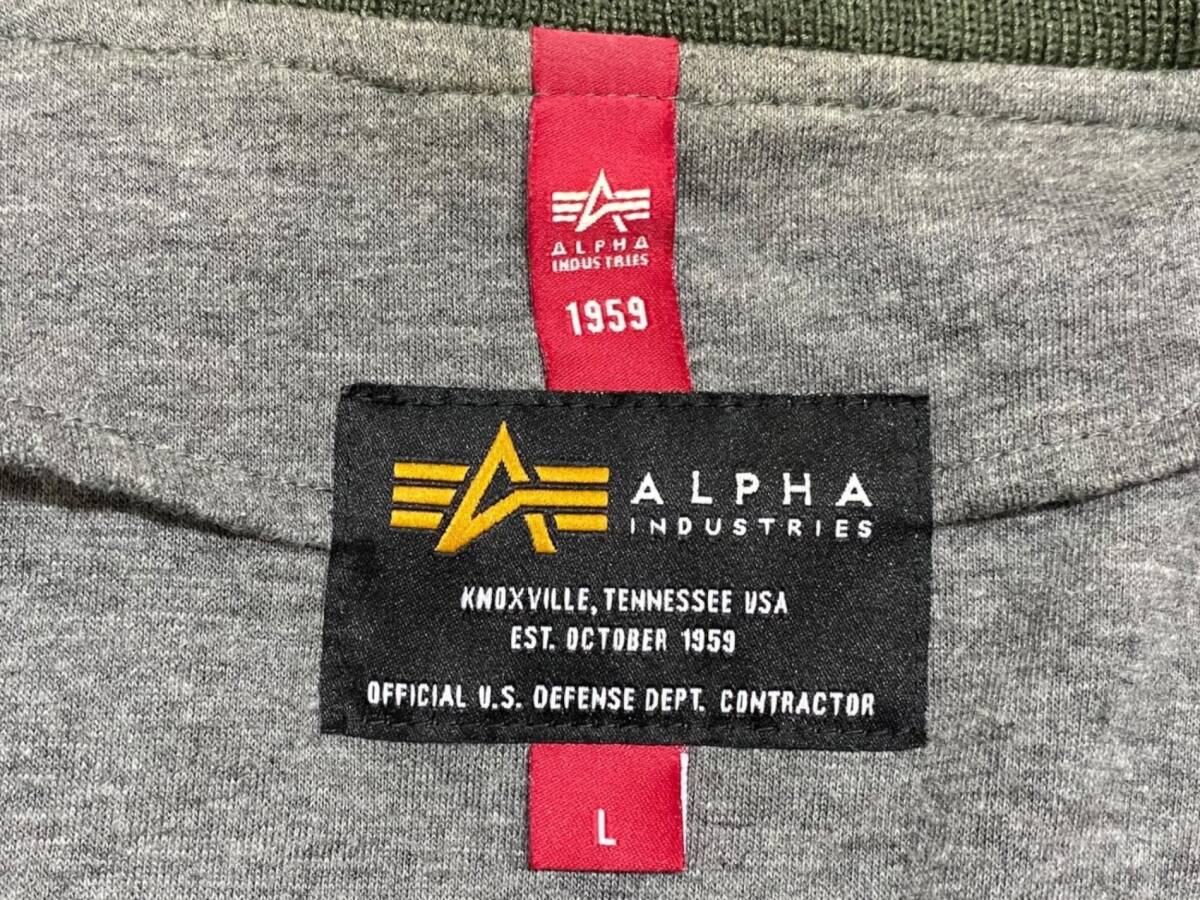 ALPHA
INDUSTRIES
1959
ALPHA
INDUSTRIES
KNOXVILLE, TENNESSEE USA
EST. OCTOBER 1959
OFFICIAL U.S. DEFENSE DEPT. CONTRACTOR
L